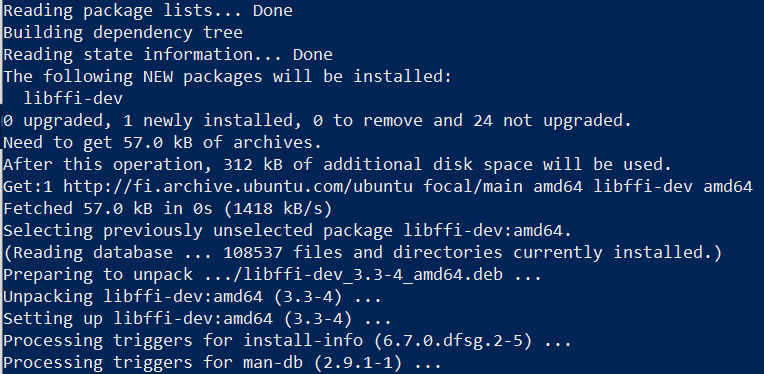 Reading package lists... Done
Building dependency tree
Reading state information... Done
The following NEW packages will be installed:
  libffi-dev
0 upgraded, 1 newly installed, 0 to remove and 24 not upgraded.
Need to get 57.0 kB of archives.
After this operation, 312 kB of additional disk space will be used.
Get:1 http://fi.archive.ubuntu.com/ubuntu focal/main amd64 libffi-dev amd64
Fetched 57.0 kB in 0s (1418 kB/s)
Selecting previously unselected package libffi-dev:amd64.
(Reading database ... 108537 files and directories currently installed.)
Preparing to unpack .../libffi-dev_3.3-4_amd64.deb ...
Unpacking libffi-dev:amd64 (3.3-4) ...
Setting up libffi-dev:amd64 (3.3-4) ...
Processing triggers for install-info (6.7.0.dfsg.2-5) ...
Processing triggers for man-db (2.9.1-1) ...